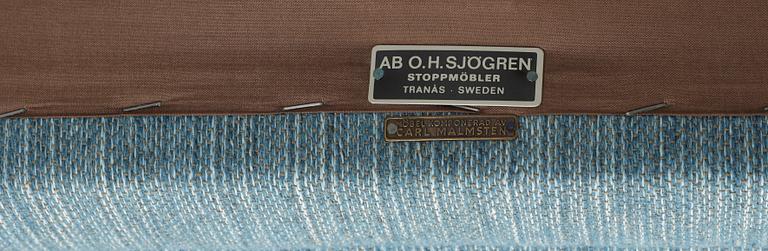 AB O.H. SJÖGREN
STOPPMÖBLER
TRANÅS · SWEDEN
MÖBEL KOMPONERAD AV
CARL MALMSTEN